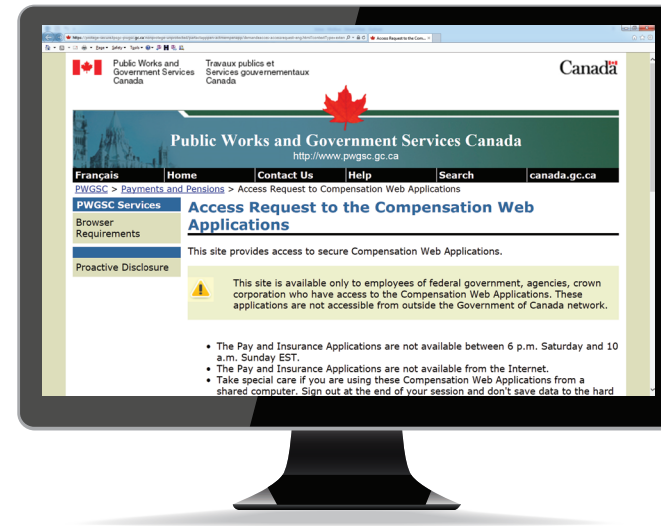 Access Request to the Com...
Public Works and Government Services Canada
Travaux publics et Services gouvernementaux Canada
Canada
Public Works and Government Services Canada
http://www.pwgsc.gc.ca
Français Home Contact Us Help Search canada.gc.ca
PWGSC > Payments and Pensions > Access Request to Compensation Web Applications
PWGSC Services
Browser
Requirements
Proactive Disclosure
Access Request to the Compensation Web
Applications
This site provides access to secure Compensation Web Applications.
This site is available only to employees of federal government, agencies, crown
corporation who have access to the Compensation Web Applications. These
applications are not accessible from outside the Government of Canada network.
• The Pay and Insurance Applications are not available between 6 p.m. Saturday and 10
a.m. Sunday EST.
• The Pay and Insurance Applications are not available from the Internet.
• Take special care if you are using these Compensation Web Applications from a
shared computer. Sign out at the end of your session and don't save data to the hard